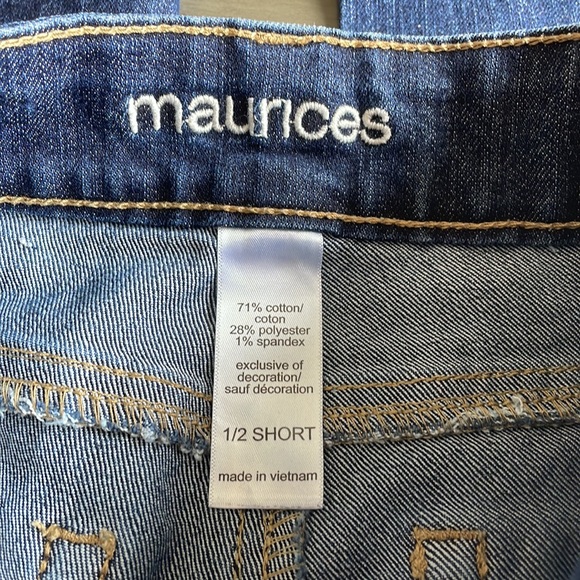 maurices
71% cotton/
coton
28% polyester
1% spandex
exclusive of
decoration/
sauf décoration
1/2 SHORT
made in vietnam